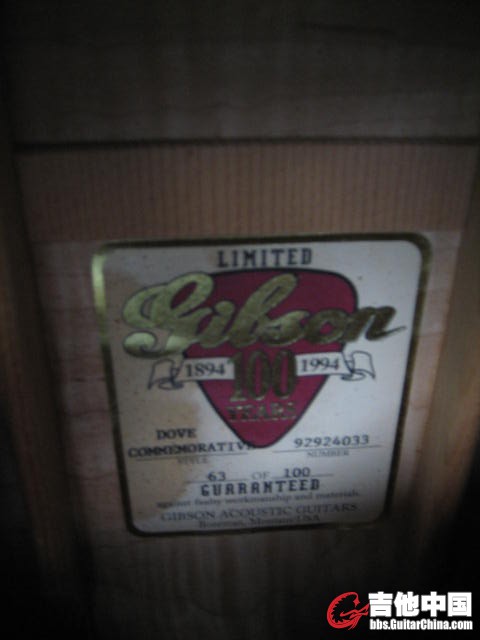 LIMITED
Gibson
1894 100 1994
YEARS
DOVE
COMMEMORATIVE 92924033
STYLE NUMBER
63 OF 100
GUARANTEED
against faulty workmanship and materials.
GIBSON ACOUSTIC GUITARS
Bozeman, Montana USA
吉他中国
bbs.GuitarChina.com